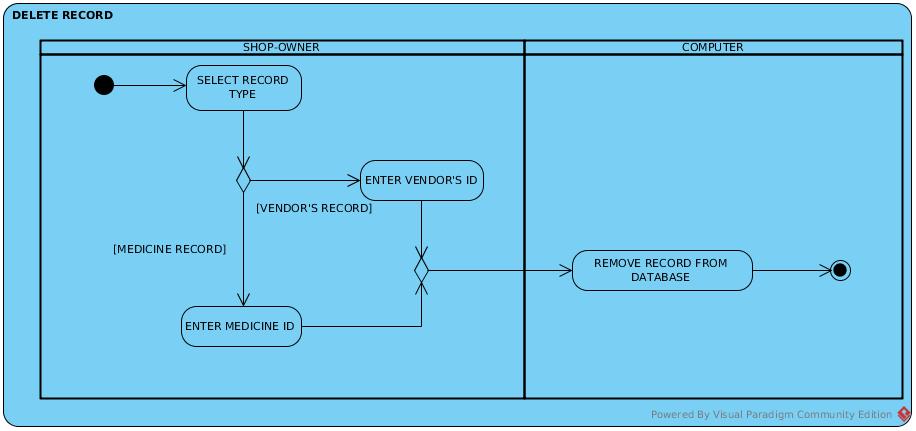 DELETE RECORD
SHOP-OWNER
COMPUTER
SELECT RECORD
TYPE
ENTER VENDOR'S ID
[VENDOR'S RECORD]
[MEDICINE RECORD]
REMOVE RECORD FROM
DATABASE
ENTER MEDICINE ID
Powered By Visual Paradigm Community Edition